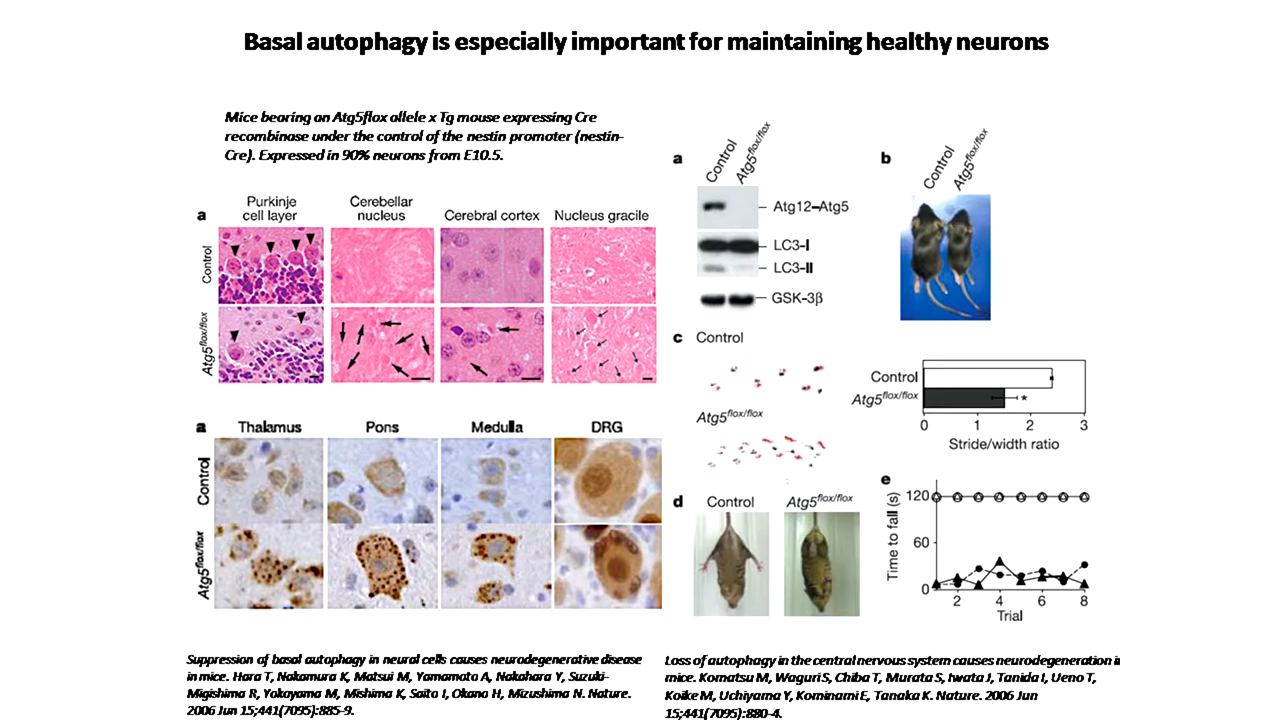 Basal autophagy is especially important for maintaining healthy neurons
Mice bearing an Atg5flox allele x Tg mouse expressing Cre
recombinase under the control of the nestin promoter (nestin-
Cre). Expressed in 90% neurons from E10.5.
a
Purkinje
cell layer
Cerebellar
nucleus
Cerebral cortex
Nucleus gracile
Control
Atg5flox/flox
a
Thalamus
Pons
Medulla
DRG
Control
Atg5flox/flox
Suppression of basal autophagy in neural cells causes neurodegenerative disease
in mice. Hara T, Nakamura K, Matsui M, Yamamoto A, Nakahara Y, Suzuki-
Migishima R, Yokoyama M, Mishima K, Saito I, Okano H, Mizushima N. Nature.
2006 Jun 15;441(7095):885-9.
a
Control
Atg5flox/flox
Atg12–Atg5
LC3-I
LC3-II
GSK-3β
b
Control
Atg5flox/flox
c
Control
Atg5flox/flox
Control
Atg5flox/flox
*
0 1 2 3
Stride/width ratio
d
Control
Atg5flox/flox
e
Time to fall (s)
120
60
0
2 4 6 8
Trial
Loss of autophagy in the central nervous system causes neurodegeneration i
mice. Komatsu M, Waguri S, Chiba T, Murata S, Iwata J, Tanida I, Ueno T,
Koike M, Uchiyama Y, Kominami E, Tanaka K. Nature. 2006 Jun
15;441(7095):880-4.